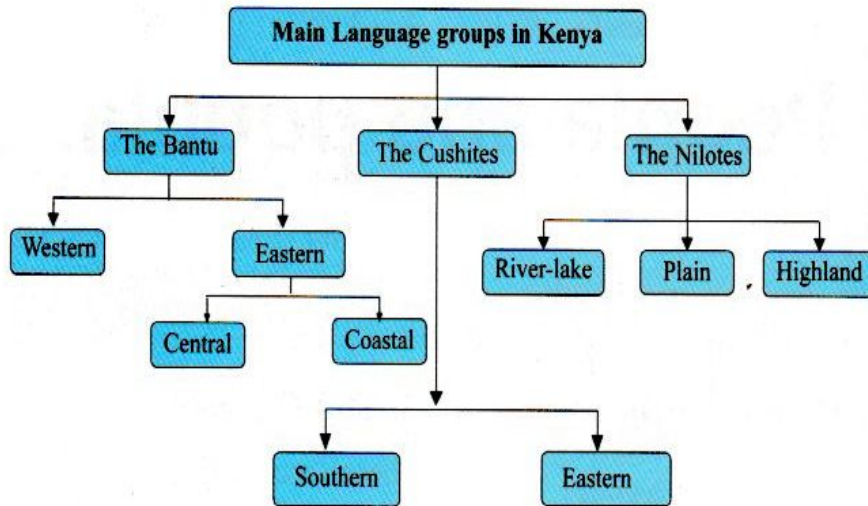 Main Language groups in Kenya
The Bantu
The Cushites
The Nilotes
Western
Eastern
River-lake
Plain
Highland
Central
Coastal
Southern
Eastern